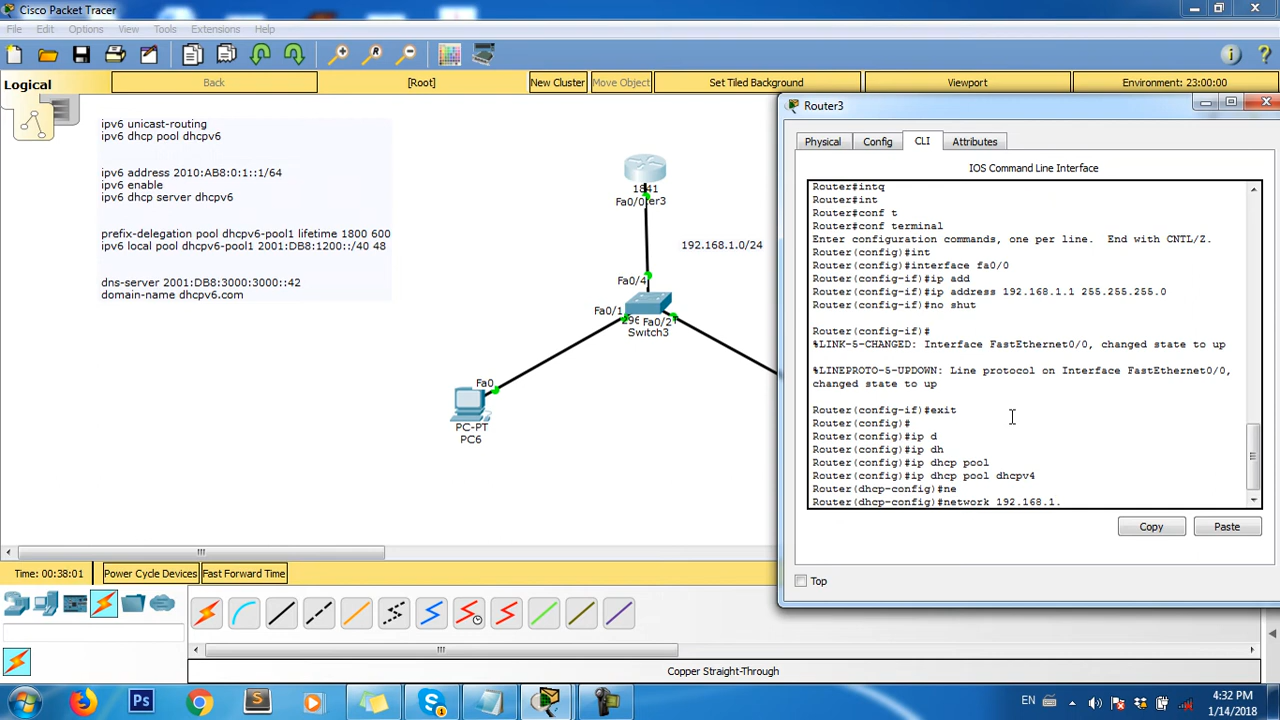 Cisco Packet Tracer
File Edit Options View Tools Extensions Help
Logical
Back
[Root]
New Cluster
Move Object
Set Tiled Background
Viewport
Environment: 23:00:00
ipv6 unicast-routing
ipv6 dhcp pool dhcpv6
ipv6 address 2010:AB8:0:1::1/64
ipv6 enable
ipv6 dhcp server dhcpv6
prefix-delegation pool dhcpv6-pool1 lifetime 1800 600
ipv6 local pool dhcpv6-pool1 2001:DB8:1200::/40 48
dns-server 2001:DB8:3000:3000::42
domain-name dhcpv6.com
1841
Fa0/0
192.168.1.0/24
Fa0/4
Fa0/1
Fa0/2
Switch3
Fa0
PC-PT
PC6
Router3
Physical
Config
CLI
Attributes
IOS Command Line Interface
Router#intq
Router#int
Router#conf t
Router#conf terminal
Enter configuration commands, one per line. End with CNTL/Z.
Router(config)#int
Router(config)#interface fa0/0
Router(config-if)#ip add
Router(config-if)#ip address 192.168.1.1 255.255.255.0
Router(config-if)#no shut
Router(config-if)#
%LINK-5-CHANGED: Interface FastEthernet0/0, changed state to up
%LINEPROTO-5-UPDOWN: Line protocol on Interface FastEthernet0/0,
changed state to up
Router(config-if)#exit
Router(config)#
Router(config)#ip d
Router(config)#ip dh
Router(config)#ip dhcp pool
Router(config)#ip dhcp pool dhcpv4
Router(dhcp-config)#ne
Router(dhcp-config)#network 192.168.1.
Copy
Paste
Top
Time: 00:38:01
Power Cycle Devices
Fast Forward Time
Copper Straight-Through
EN
4:32 PM
1/14/2018